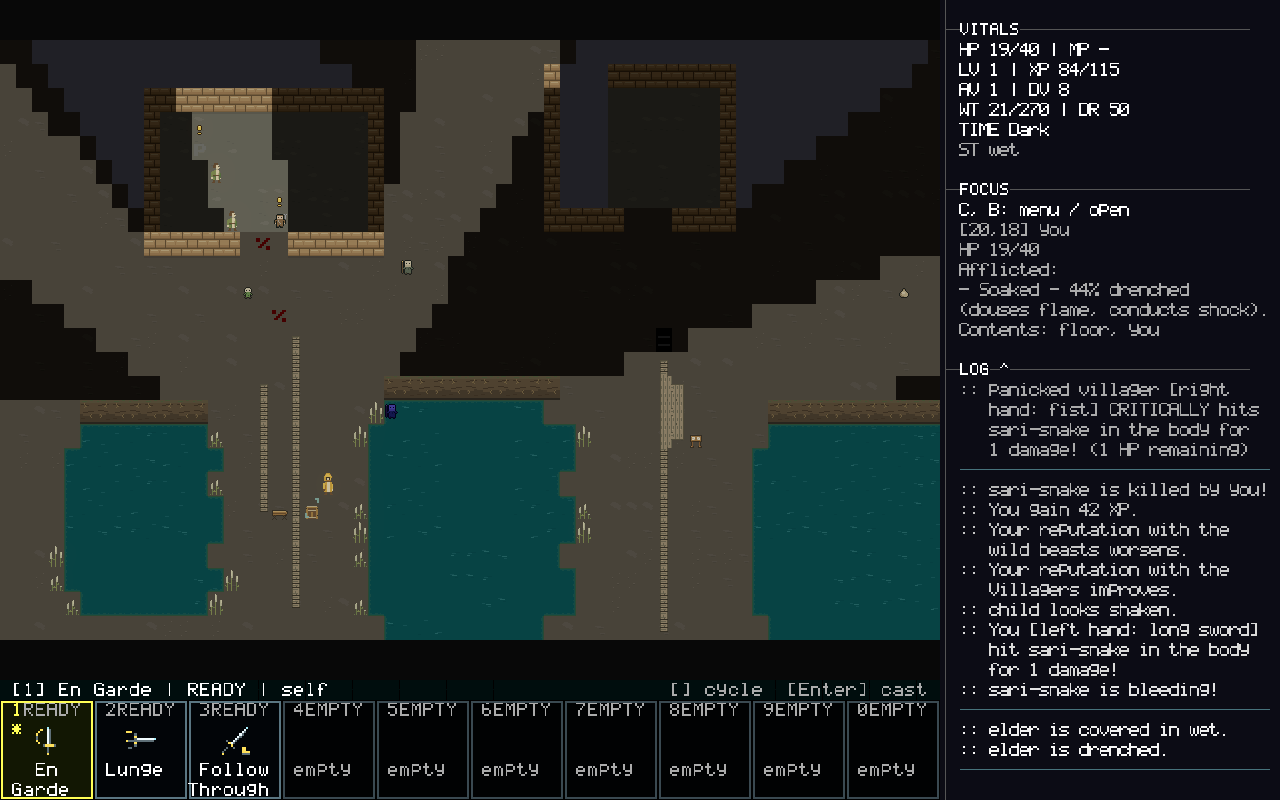 VITALS
HP 19/40 | MP -
LV 1 | XP 84/115
AV 1 | DV 8
WT 21/270 | DR 50
TIME Dark
ST wet
FOCUS
C, B: menu / open
[20,18] You
HP 19/40
Afflicted:
- Soaked - 44% drenched
(douses flame, conducts shock).
Contents: floor, You
LOG ^
:: Panicked villager [right
hand: fist] CRITICALLY hits
sari-snake in the body for
1 damage! (1 HP remaining)
:: sari-snake is killed by You!
:: You gain 42 XP.
:: Your reputation with the
wild beasts worsens.
:: Your reputation with the
Villagers improves.
:: child looks shaken.
:: You [left hand: long sword]
hit sari-snake in the body
for 1 damage!
:: sari-snake is bleeding!
:: elder is covered in wet.
:: elder is drenched.
[1] En Garde | READY | self
[] cycle [Enter] cast
1READY 2READY 3READY 4EMPTY 5EMPTY 6EMPTY 7EMPTY 8EMPTY 9EMPTY 0EMPTY
*
En Garde
Lunge
Follow Through
empty empty empty empty empty empty empty